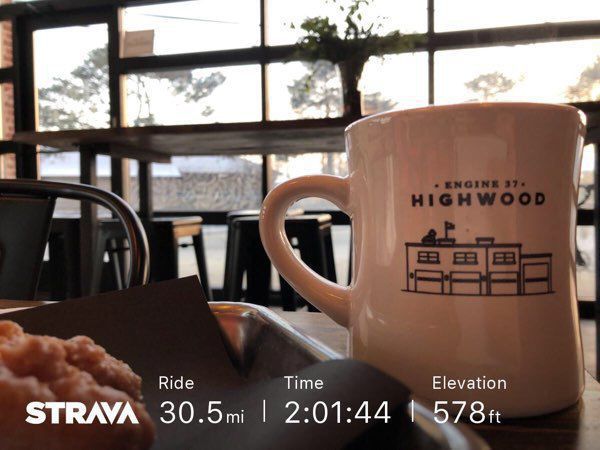 • ENGINE 37 •
HIGHWOOD
Ride Time Elevation
STRAVA 30.5mi | 2:01:44 | 578ft